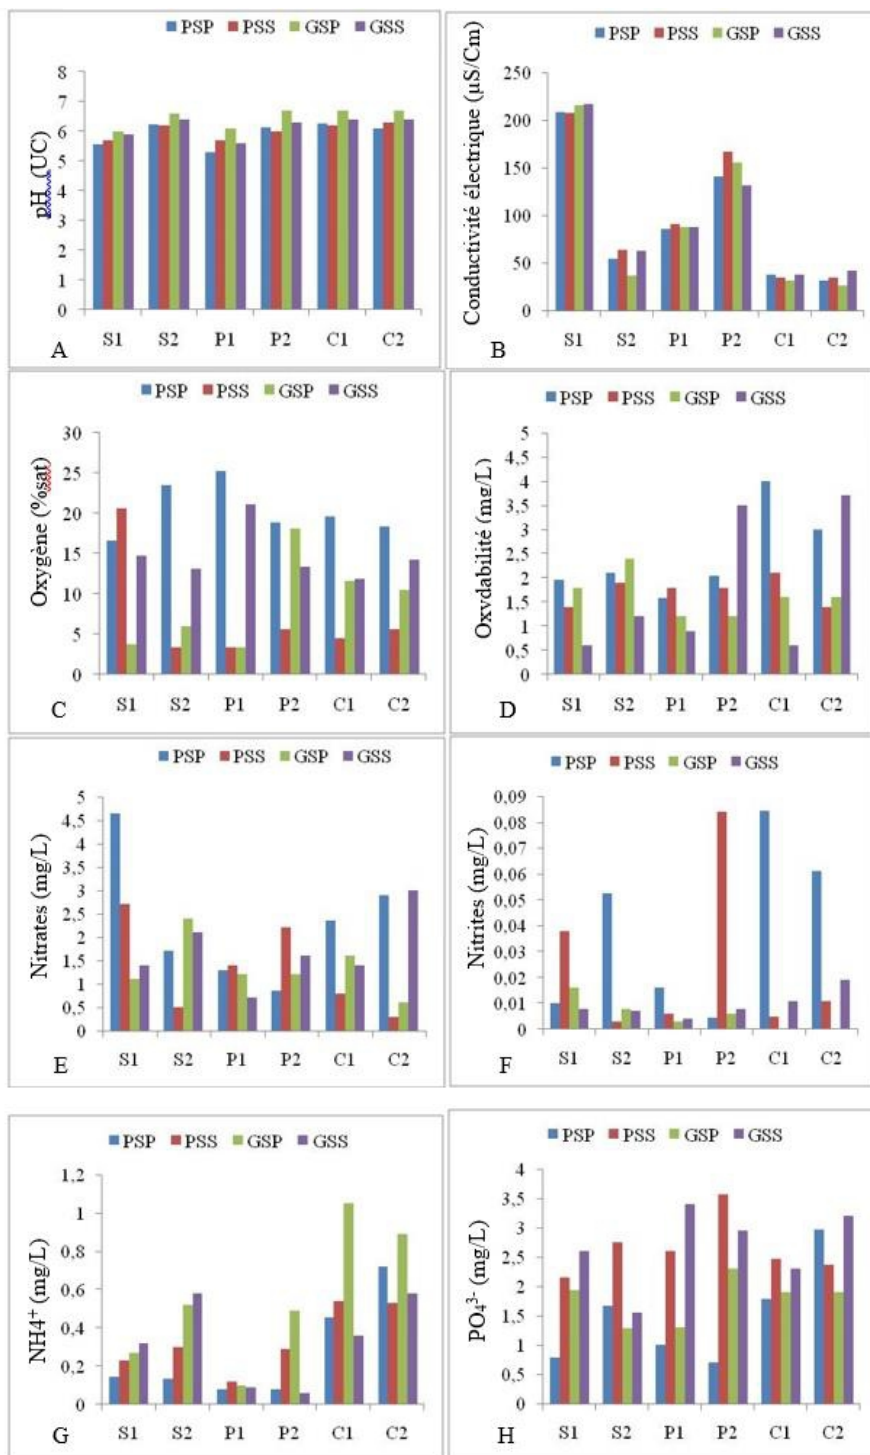 PSP PSS GSP GSS
pH (UC)
8
7
6
5
4
3
2
1
0
S1 S2 P1 P2 C1 C2
A
PSP PSS GSP GSS
Conductivité électrique (µS/Cm)
250
200
150
100
50
0
S1 S2 P1 P2 C1 C2
B
PSP PSS GSP GSS
Oxygène (%sat)
30
25
20
15
10
5
0
S1 S2 P1 P2 C1 C2
C
PSP PSS GSP GSS
Oxydabilité (mg/L)
5
4,5
4
3,5
3
2,5
2
1,5
1
0,5
0
S1 S2 P1 P2 C1 C2
D
PSP PSS GSP GSS
Nitrates (mg/L)
5
4,5
4
3,5
3
2,5
2
1,5
1
0,5
0
S1 S2 P1 P2 C1 C2
E
PSP PSS GSP GSS
Nitrites (mg/L)
0,09
0,08
0,07
0,06
0,05
0,04
0,03
0,02
0,01
0
S1 S2 P1 P2 C1 C2
F
PSP PSS GSP GSS
NH4⁺ (mg/L)
1,2
1
0,8
0,6
0,4
0,2
0
S1 S2 P1 P2 C1 C2
G
PSP PSS GSP GSS
PO₄³⁻ (mg/L)
4
3,5
3
2,5
2
1,5
1
0,5
0
S1 S2 P1 P2 C1 C2
H